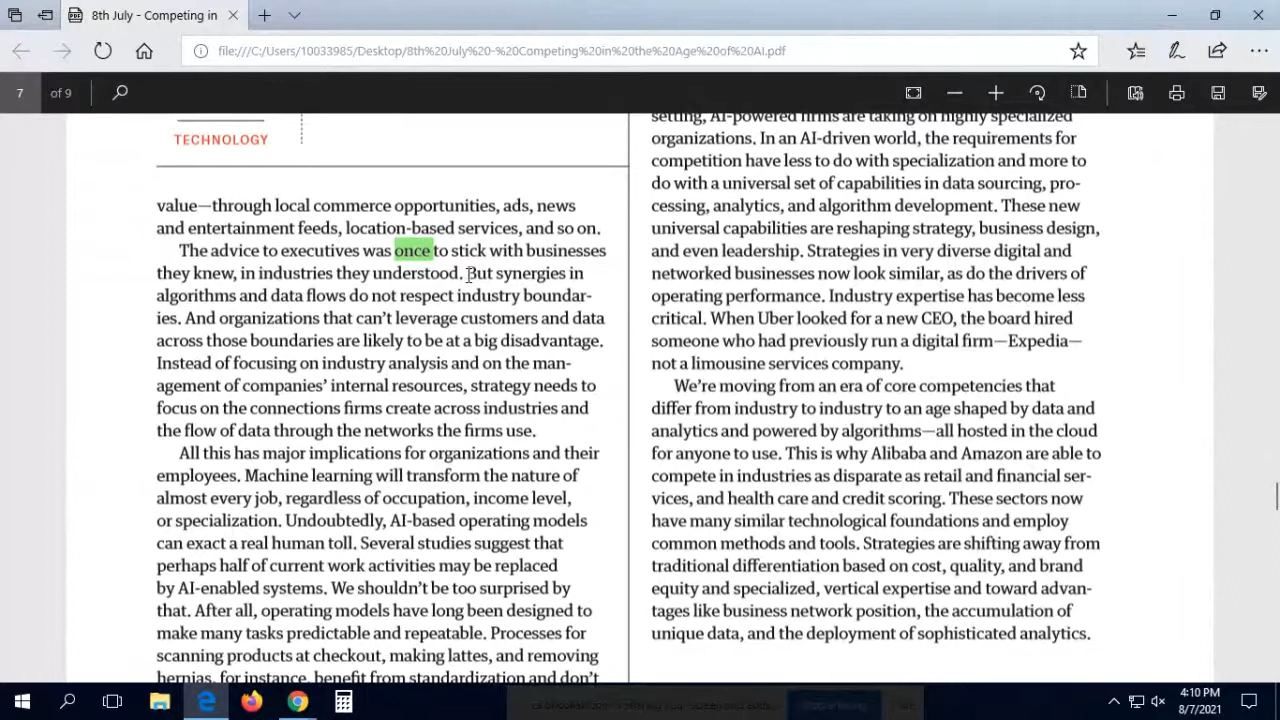 8th July - Competing in
file:///C:/Users/10033985/Desktop/8th%20July%20-%20Competing%20in%20the%20Age%20of%20AI.pdf
7 of 9
TECHNOLOGY
value—through local commerce opportunities, ads, news
and entertainment feeds, location-based services, and so on.
The advice to executives was once to stick with businesses
they knew, in industries they understood. But synergies in
algorithms and data flows do not respect industry boundar-
ies. And organizations that can't leverage customers and data
across those boundaries are likely to be at a big disadvantage.
Instead of focusing on industry analysis and on the man-
agement of companies' internal resources, strategy needs to
focus on the connections firms create across industries and
the flow of data through the networks the firms use.
All this has major implications for organizations and their
employees. Machine learning will transform the nature of
almost every job, regardless of occupation, income level,
or specialization. Undoubtedly, AI-based operating models
can exact a real human toll. Several studies suggest that
perhaps half of current work activities may be replaced
by AI-enabled systems. We shouldn't be too surprised by
that. After all, operating models have long been designed to
make many tasks predictable and repeatable. Processes for
scanning products at checkout, making lattes, and removing
hernias, for instance, benefit from standardization and don't
setting, AI-powered firms are taking on highly specialized
organizations. In an AI-driven world, the requirements for
competition have less to do with specialization and more to
do with a universal set of capabilities in data sourcing, pro-
cessing, analytics, and algorithm development. These new
universal capabilities are reshaping strategy, business design,
and even leadership. Strategies in very diverse digital and
networked businesses now look similar, as do the drivers of
operating performance. Industry expertise has become less
critical. When Uber looked for a new CEO, the board hired
someone who had previously run a digital firm—Expedia—
not a limousine services company.
We're moving from an era of core competencies that
differ from industry to industry to an age shaped by data and
analytics and powered by algorithms—all hosted in the cloud
for anyone to use. This is why Alibaba and Amazon are able to
compete in industries as disparate as retail and financial ser-
vices, and health care and credit scoring. These sectors now
have many similar technological foundations and employ
common methods and tools. Strategies are shifting away from
traditional differentiation based on cost, quality, and brand
equity and specialized, vertical expertise and toward advan-
tages like business network position, the accumulation of
unique data, and the deployment of sophisticated analytics.
4:10 PM
8/7/2021